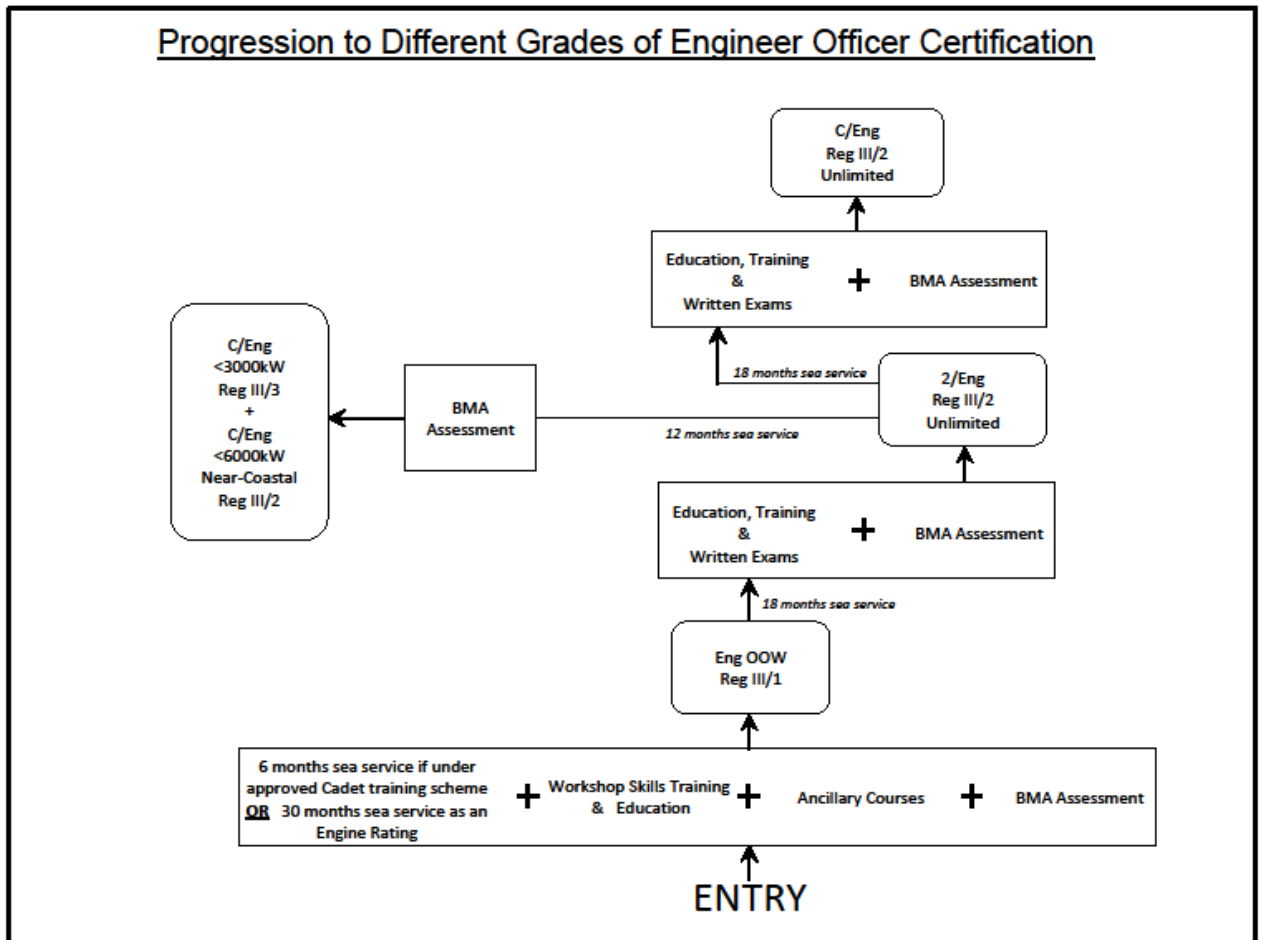 Progression to Different Grades of Engineer Officer Certification
C/Eng
Reg III/2
Unlimited
Education, Training
&
Written Exams
+
BMA Assessment
18 months sea service
C/Eng
<3000kW
Reg III/3
+
C/Eng
<6000kW
Near-Coastal
Reg III/2
BMA
Assessment
12 months sea service
2/Eng
Reg III/2
Unlimited
Education, Training
&
Written Exams
+
BMA Assessment
18 months sea service
Eng OOW
Reg III/1
6 months sea service if under
approved Cadet training scheme
OR 30 months sea service as an
Engine Rating
+
Workshop Skills Training
& Education
+
Ancillary Courses
+
BMA Assessment
ENTRY